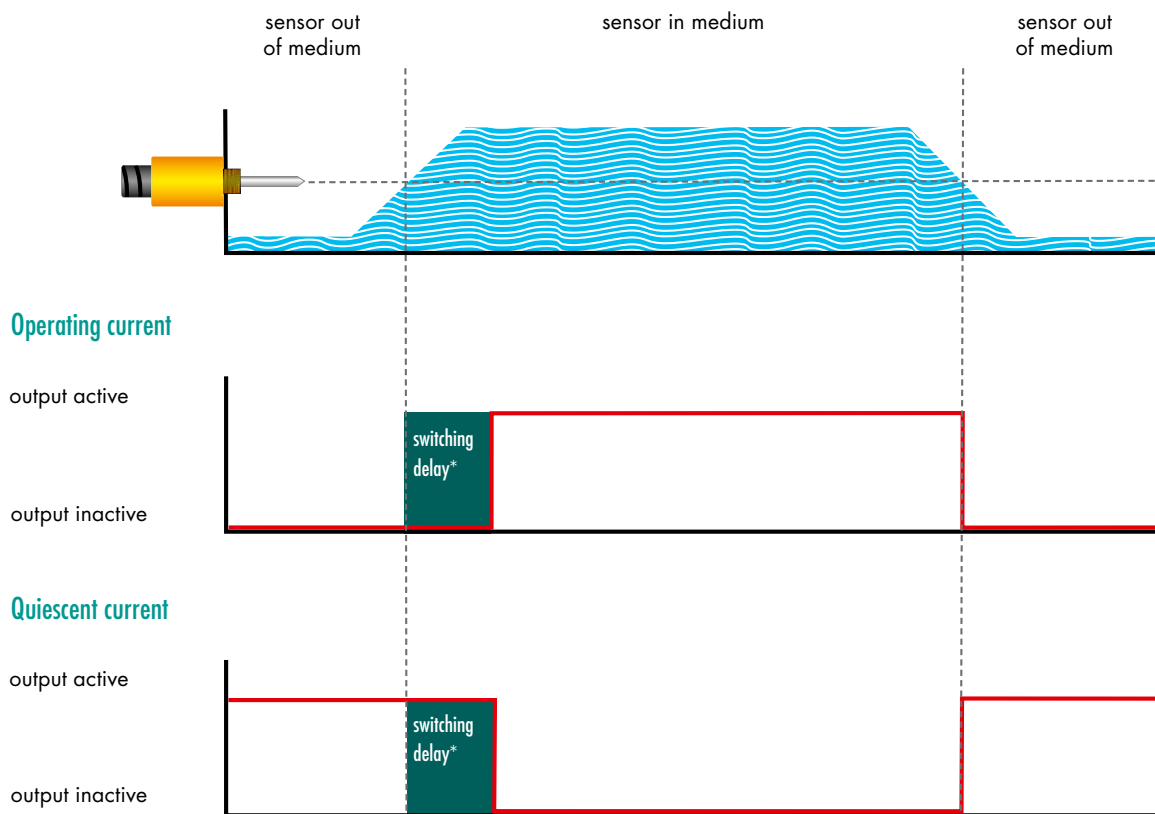 sensor out
of medium
sensor in medium
sensor out
of medium
Operating current
output active
switching
delay*
output inactive
Quiescent current
output active
switching
delay*
output inactive